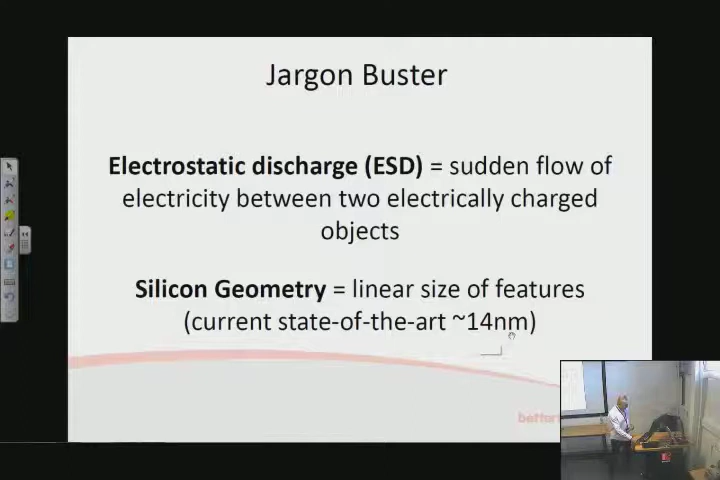 Jargon Buster
Electrostatic discharge (ESD) = sudden flow of
electricity between two electrically charged
objects
Silicon Geometry = linear size of features
(current state-of-the-art ~14nm)